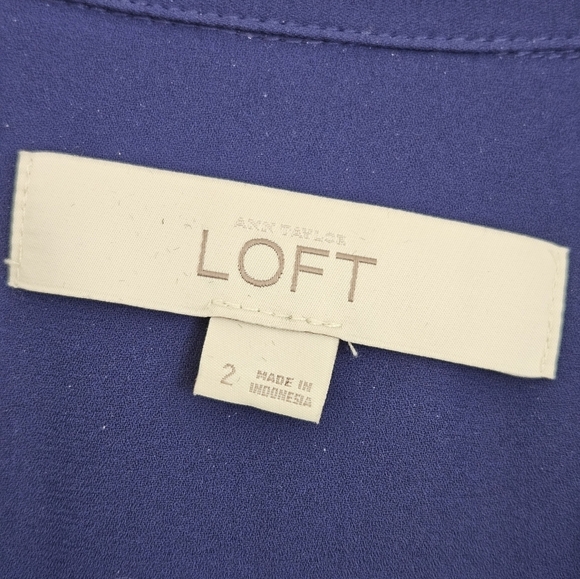 ANN TAYLOR
LOFT
2
MADE IN
INDONESIA